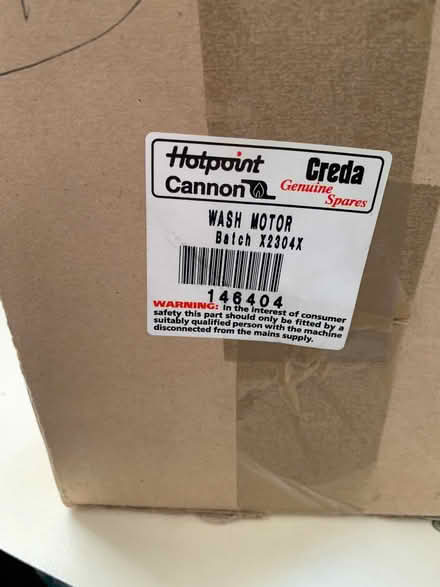 Hotpoint Creda
Cannon Genuine
Spares
WASH MOTOR
Batch X2304X
146404
WARNING: In the interest of consumer
safety this part should only be fitted by a
suitably qualified person with the machine
disconnected from the mains supply.